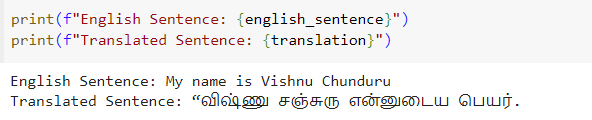 print(f"English Sentence: {english_sentence}")
print(f"Translated Sentence: {translation}")
English Sentence: My name is Vishnu Chunduru
Translated Sentence: “விஷ்ணு சஞ்சுரு என்னுடைய பெயர்.